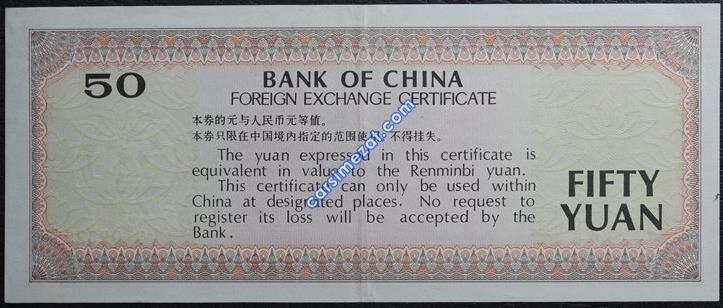 50
BANK OF CHINA
FOREIGN EXCHANGE CERTIFICATE
本券的元与人民币元等值。
本券只限在中国境内指定的范围使用，不得挂失。
The yuan expressed in this certificate is
equivalent in value to the Renminbi yuan.
This certificate can only be used within
China at designated places. No request to
register its loss will be accepted by the
Bank.
FIFTY
YUAN
carsimezat.com